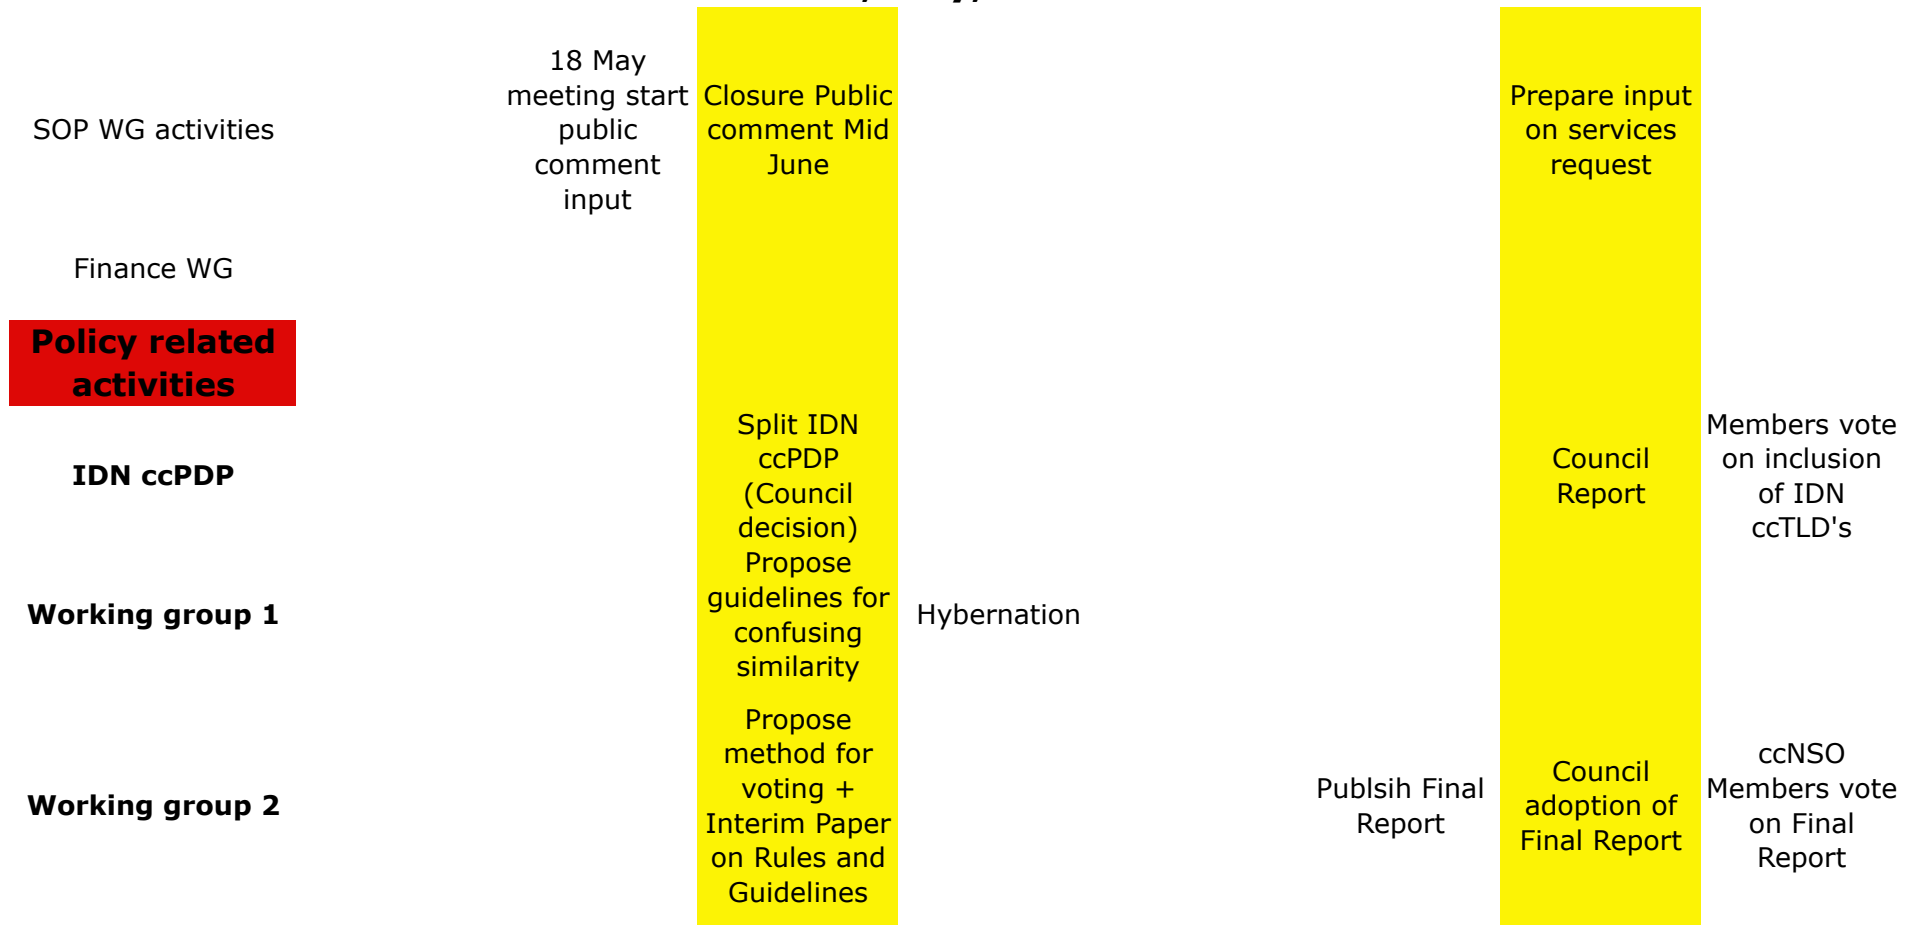 18 May
meeting start
public
comment
input
SOP WG activities
Closure Public
comment Mid
June
Prepare input
on services
request
Finance WG
Policy related
activities
IDN ccPDP
Split IDN
ccPDP
(Council
decision)
Council
Report
Members vote
on inclusion
of IDN
ccTLD's
Working group 1
Propose
guidelines for
confusing
similarity
Hybernation
Working group 2
Propose
method for
voting +
Interim Paper
on Rules and
Guidelines
Publsih Final
Report
Council
adoption of
Final Report
ccNSO
Members vote
on Final
Report